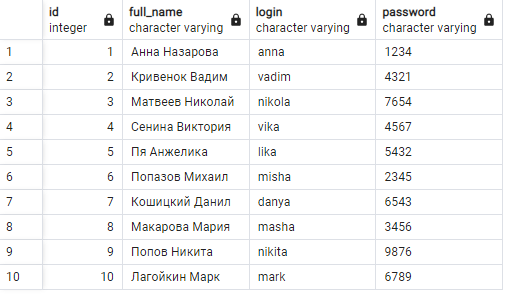 id full_name login password
integer character varying character varying character varying
1 1 Анна Назарова anna 1234
2 2 Кривенок Вадим vadim 4321
3 3 Матвеев Николай nikola 7654
4 4 Сенина Виктория vika 4567
5 5 Пя Анжелика lika 5432
6 6 Попазов Михаил misha 2345
7 7 Кошицкий Данил danya 6543
8 8 Макарова Мария masha 3456
9 9 Попов Никита nikita 9876
10 10 Лагойкин Марк mark 6789